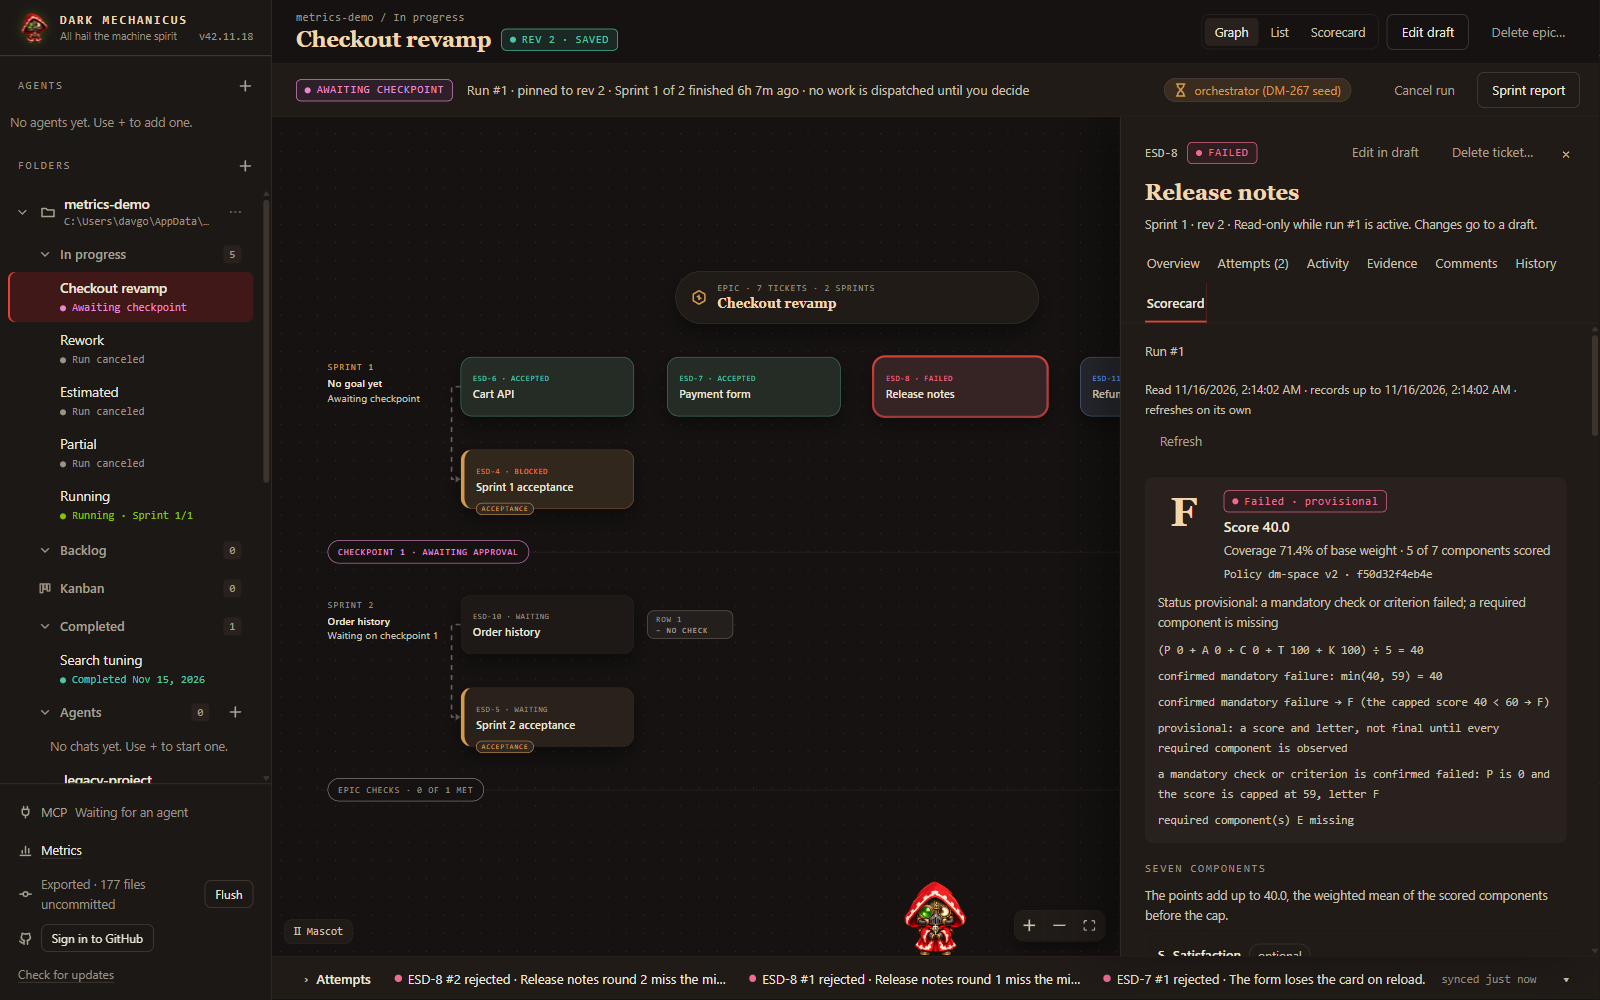 DARK MECHANICUS
All hail the machine spirit v42.11.18
AGENTS
No agents yet. Use + to add one.
FOLDERS
metrics-demo
C:\Users\davgo\AppData\…
In progress 5
Checkout revamp
Awaiting checkpoint
Rework
Run canceled
Estimated
Run canceled
Partial
Run canceled
Running
Running · Sprint 1/1
Backlog 0
Kanban 0
Completed 1
Search tuning
Completed Nov 15, 2026
Agents 0
No chats yet. Use + to start one.
legacy-project
MCP Waiting for an agent
Metrics
Exported · 177 files
uncommitted
Flush
Sign in to GitHub
Check for updates
metrics-demo / In progress
Checkout revamp
REV 2 · SAVED
Graph List Scorecard Edit draft Delete epic...
AWAITING CHECKPOINT Run #1 · pinned to rev 2 · Sprint 1 of 2 finished 6h 7m ago · no work is dispatched until you decide
orchestrator (DM-267 seed) Cancel run Sprint report
EPIC · 7 TICKETS · 2 SPRINTS
Checkout revamp
SPRINT 1
No goal yet
Awaiting checkpoint
ESD-6 · ACCEPTED
Cart API
ESD-7 · ACCEPTED
Payment form
ESD-8 · FAILED
Release notes
ESD-11
Refun
ESD-4 · BLOCKED
Sprint 1 acceptance
ACCEPTANCE
CHECKPOINT 1 · AWAITING APPROVAL
SPRINT 2
Order history
Waiting on checkpoint 1
ESD-10 · WAITING
Order history
ROW 1
– NO CHECK
ESD-5 · WAITING
Sprint 2 acceptance
ACCEPTANCE
EPIC CHECKS · 0 OF 1 MET
Mascot
ESD-8 FAILED Edit in draft Delete ticket... ×
Release notes
Sprint 1 · rev 2 · Read-only while run #1 is active. Changes go to a draft.
Overview Attempts (2) Activity Evidence Comments History
Scorecard
Run #1
Read 11/16/2026, 2:14:02 AM · records up to 11/16/2026, 2:14:02 AM ·
refreshes on its own
Refresh
F
Failed · provisional
Score 40.0
Coverage 71.4% of base weight · 5 of 7 components scored
Policy dm-space v2 · f50d32f4eb4e
Status provisional: a mandatory check or criterion failed; a required
component is missing
(P 0 + A 0 + C 0 + T 100 + K 100) ÷ 5 = 40
confirmed mandatory failure: min(40, 59) = 40
confirmed mandatory failure → F (the capped score 40 < 60 → F)
provisional: a score and letter, not final until every
required component is observed
a mandatory check or criterion is confirmed failed: P is 0 and
the score is capped at 59, letter F
required component(s) E missing
SEVEN COMPONENTS
The points add up to 40.0, the weighted mean of the scored components
before the cap.
S Satisfaction optional
Attempts
ESD-8 #2 rejected · Release notes round 2 miss the mi...
ESD-8 #1 rejected · Release notes round 1 miss the mi...
ESD-7 #1 rejected · The form loses the card on reload.
synced just now